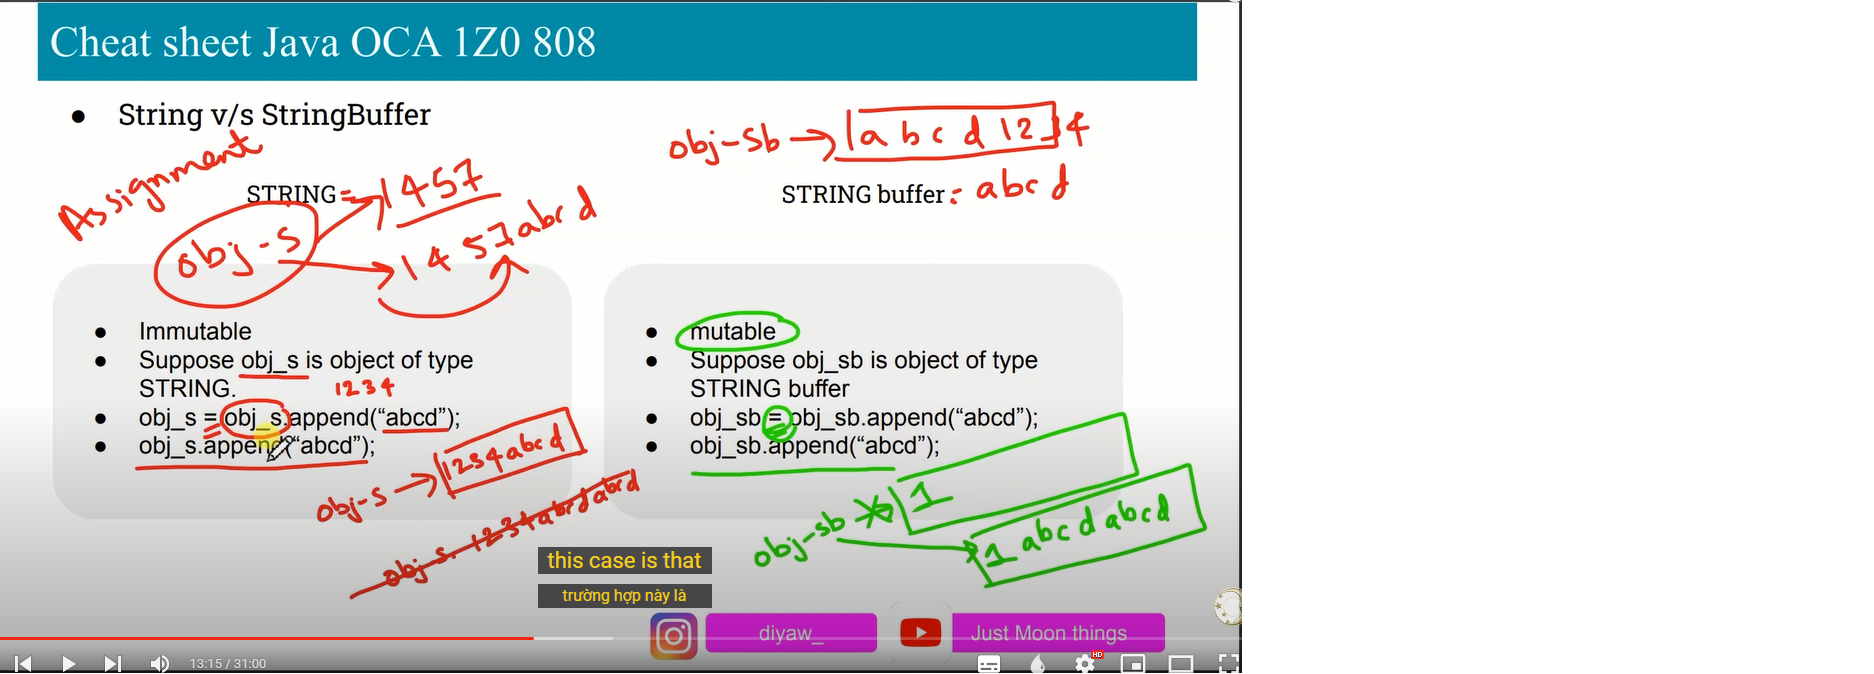 Cheat sheet Java OCA 1Z0 808
● String v/s StringBuffer
Assignment
STRING = 1457
obj-s
1457abcd
● Immutable
● Suppose obj_s is object of type
STRING.
1234
● obj_s = obj_s.append(“abcd”);
● obj_s.append(“abcd”);
obj-s → 1234abcd
obj-s 1234abcdabcd
obj-sb → 1abcd1234
STRING buffer : abcd
● mutable
● Suppose obj_sb is object of type
STRING buffer
● obj_sb = obj_sb.append(“abcd”);
● obj_sb.append(“abcd”);
obj-sb
1
1 abcd abcd
this case is that
trường hợp này là
diyaw_
Just Moon things
13:15 / 31:00
HD